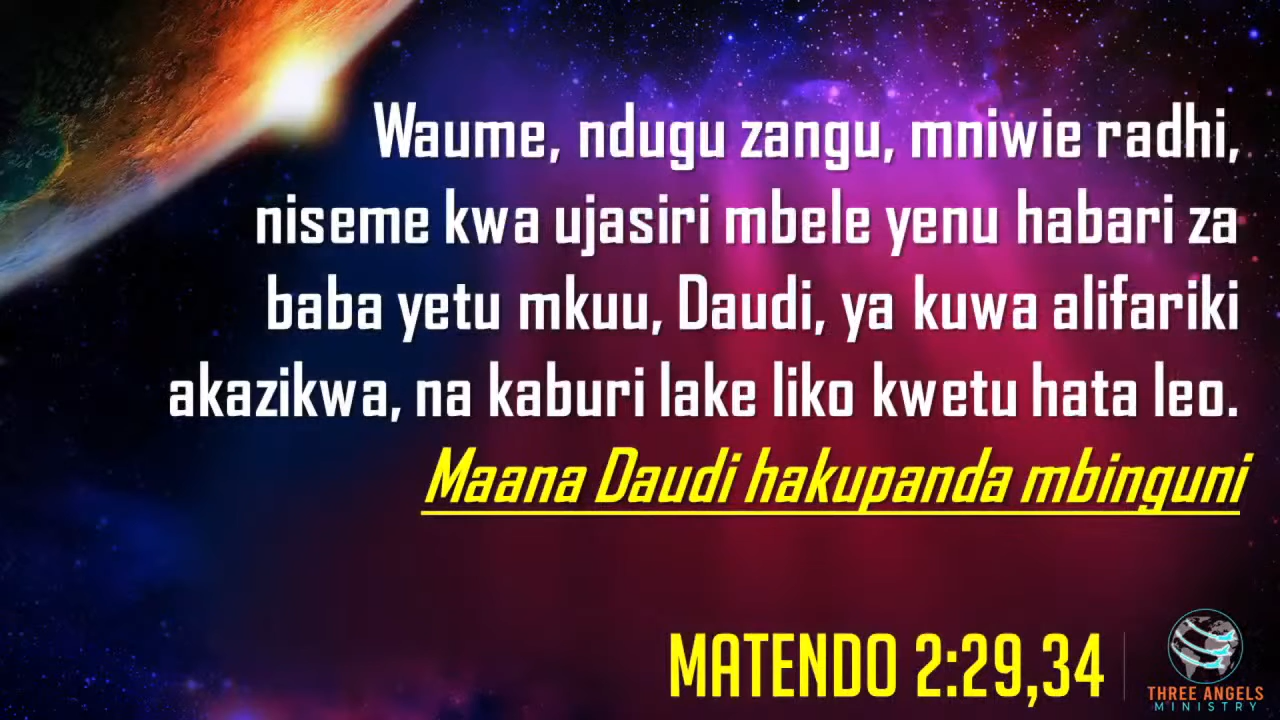 Waume, ndugu zangu, mniwie radhi,
niseme kwa ujasiri mbele yenu habari za
baba yetu mkuu, Daudi, ya kuwa alifariki
akazikwa, na kaburi lake liko kwetu hata leo.
Maana Daudi hakupanda mbinguni
MATENDO 2:29,34
THREE ANGELS
MINISTRY